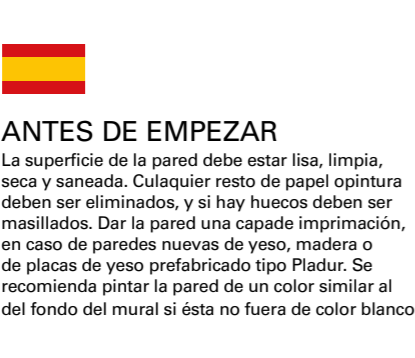 ANTES DE EMPEZAR
La superficie de la pared debe estar lisa, limpia,
seca y saneada. Culaquier resto de papel opintura
deben ser eliminados, y si hay huecos deben ser
masillados. Dar la pared una capade imprimación,
en caso de paredes nuevas de yeso, madera o
de placas de yeso prefabricado tipo Pladur. Se
recomienda pintar la pared de un color similar al
del fondo del mural si ésta no fuera de color blanco